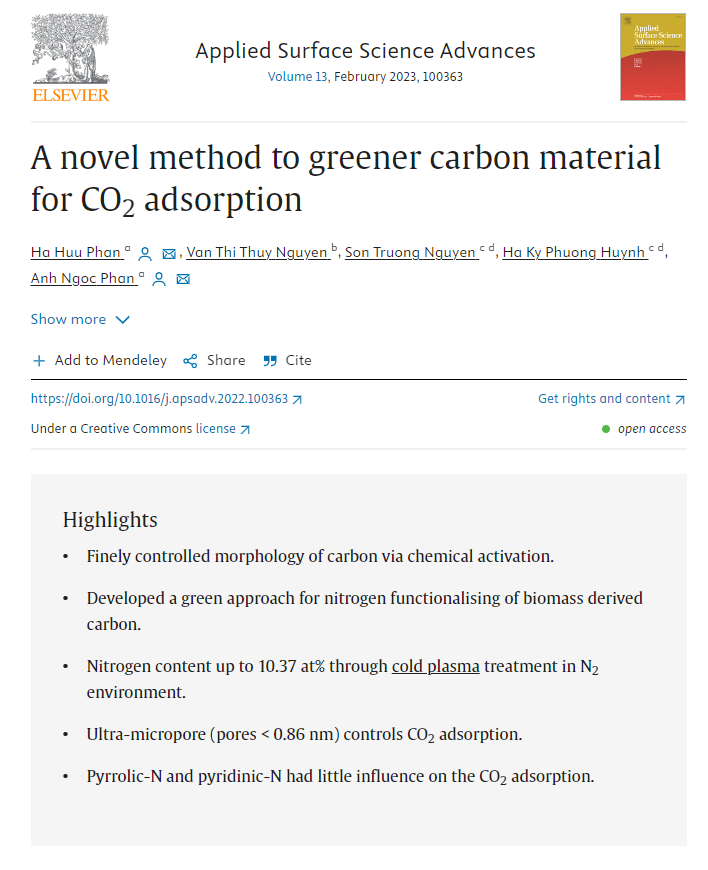 ELSEVIER
Applied Surface Science Advances
Volume 13, February 2023, 100363
Applied Surface Science
Advances
A novel method to greener carbon material
for CO₂ adsorption
Ha Huu Phan ᵃ, Van Thi Thuy Nguyen ᵇ, Son Truong Nguyen ᶜ ᵈ, Ha Ky Phuong Huynh ᶜ ᵈ,
Anh Ngoc Phan ᵃ
Show more
Add to Mendeley Share Cite
https://doi.org/10.1016/j.apsadv.2022.100363 Get rights and content
Under a Creative Commons license open access
Highlights
• Finely controlled morphology of carbon via chemical activation.
• Developed a green approach for nitrogen functionalising of biomass derived
carbon.
• Nitrogen content up to 10.37 at% through cold plasma treatment in N₂
environment.
• Ultra-micropore (pores < 0.86 nm) controls CO₂ adsorption.
• Pyrrolic-N and pyridinic-N had little influence on the CO₂ adsorption.